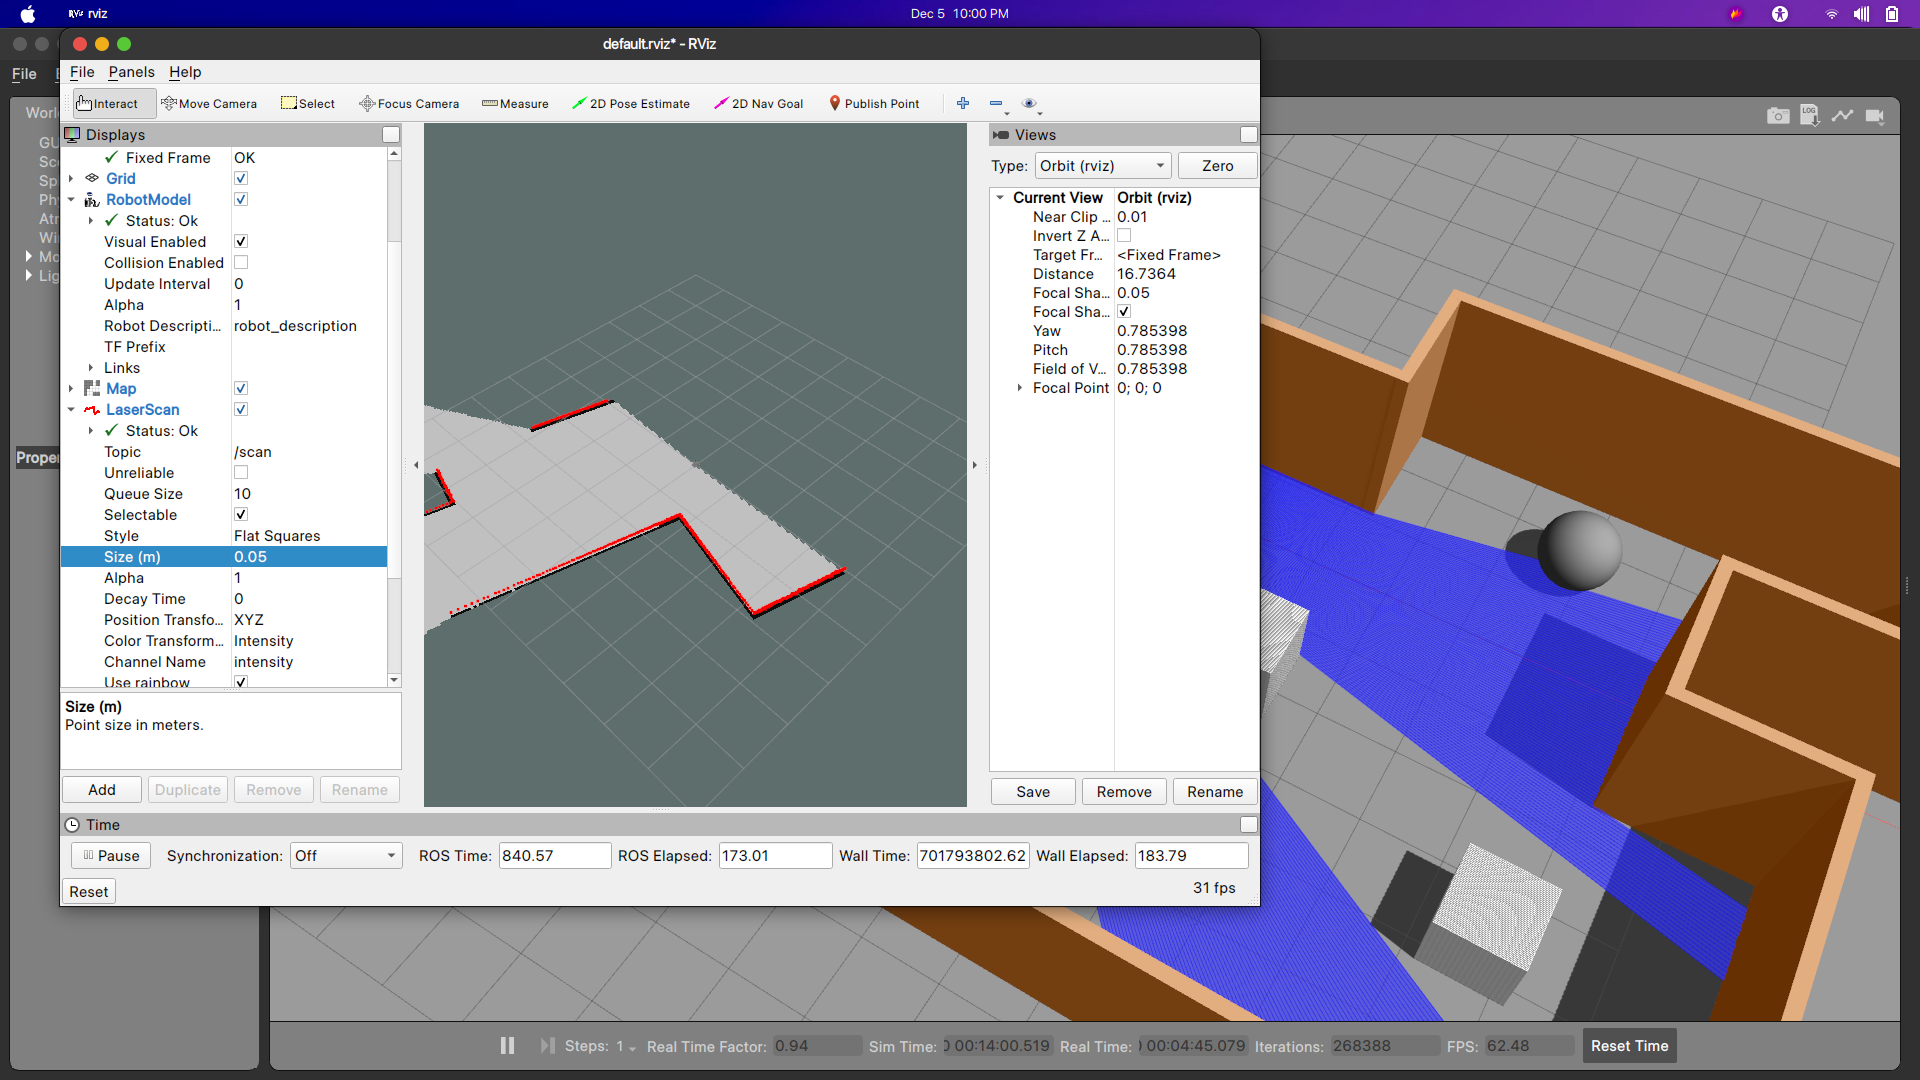 RViz rviz
Dec 5 10:00 PM
default.rviz* - RViz
File
File Panels Help
Interact Move Camera Select Focus Camera Measure 2D Pose Estimate 2D Nav Goal Publish Point
LOG
Displays
Fixed Frame OK
Grid
RobotModel
Status: Ok
Visual Enabled
Collision Enabled
Update Interval 0
Alpha 1
Robot Descripti... robot_description
TF Prefix
Links
Map
LaserScan
Status: Ok
Topic /scan
Unreliable
Queue Size 10
Selectable
Style Flat Squares
Size (m) 0.05
Alpha 1
Decay Time 0
Position Transfo... XYZ
Color Transform... Intensity
Channel Name intensity
Use rainbow
Size (m)
Point size in meters.
Add Duplicate Remove Rename
Views
Type: Orbit (rviz) Zero
Current View Orbit (rviz)
Near Clip ... 0.01
Invert Z A...
Target Fr... <Fixed Frame>
Distance 16.7364
Focal Sha... 0.05
Focal Sha...
Yaw 0.785398
Pitch 0.785398
Field of V... 0.785398
Focal Point 0; 0; 0
Save Remove Rename
Time
Pause Synchronization: Off ROS Time: 840.57 ROS Elapsed: 173.01 Wall Time: 701793802.62 Wall Elapsed: 183.79
Reset 31 fps
Worl
GU
Sce
Sp
Ph
At
Wi
Mo
Lig
Prope
Steps: 1 Real Time Factor: 0.94 Sim Time: 00:14:00.519 Real Time: 00:04:45.079 Iterations: 268388 FPS: 62.48 Reset Time